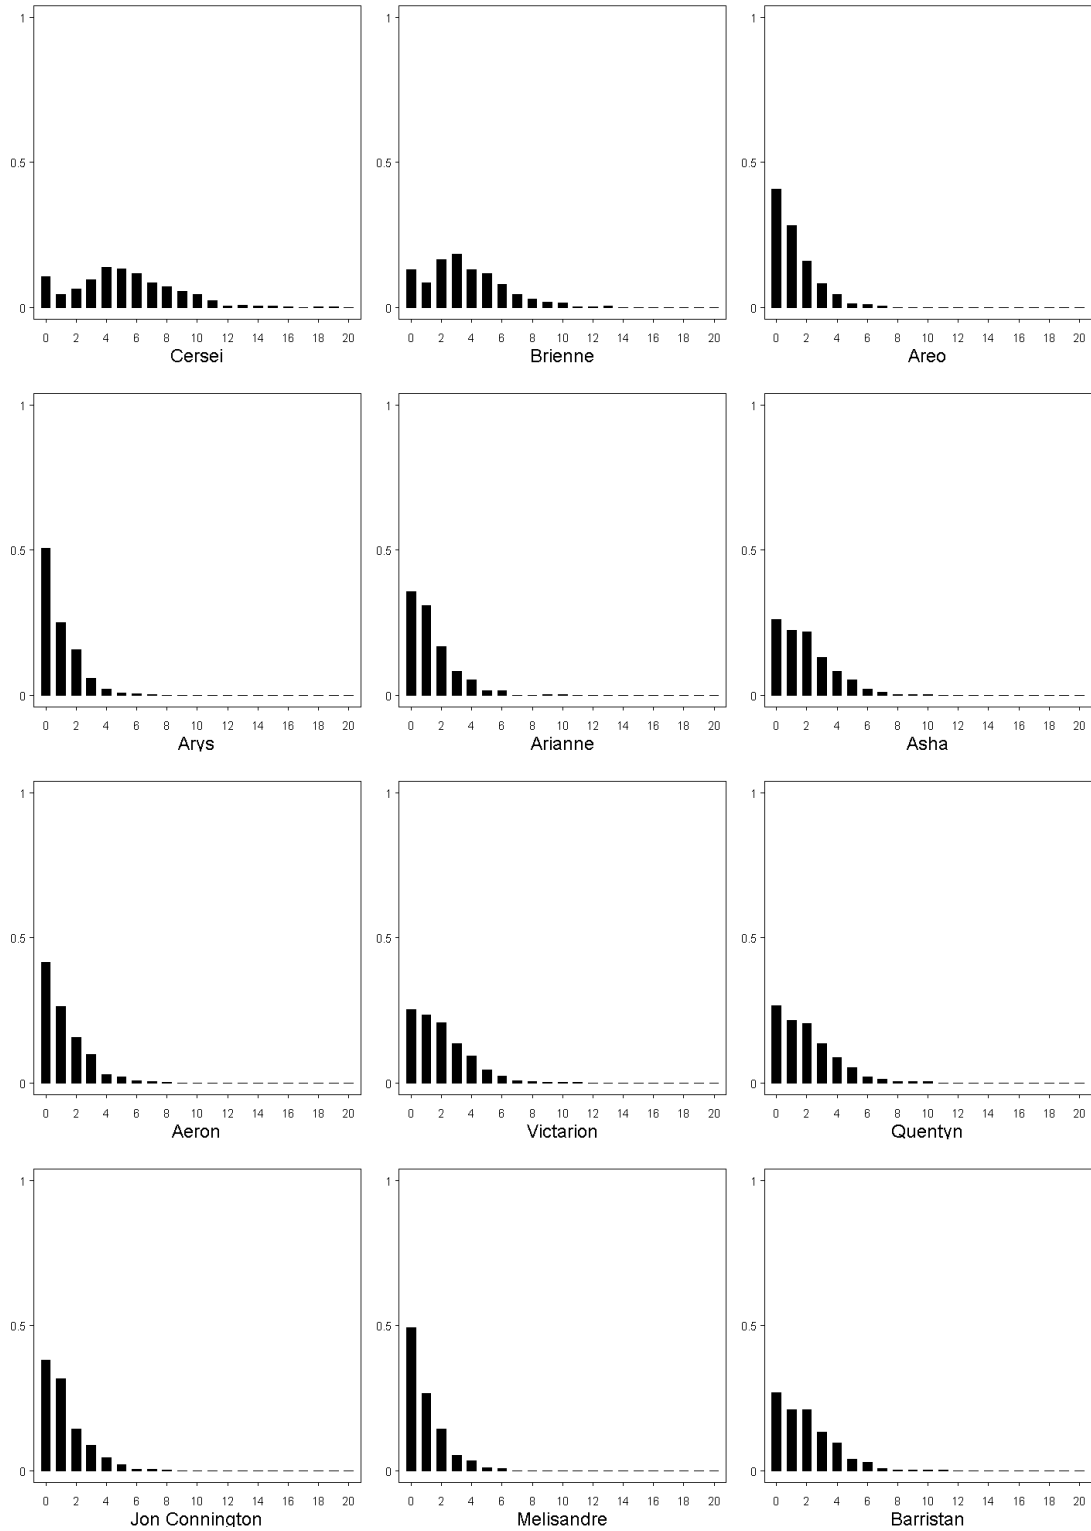 1 1 1
0.5 0.5 0.5
0 0 0
0 2 4 6 8 10 12 14 16 18 20 0 2 4 6 8 10 12 14 16 18 20 0 2 4 6 8 10 12 14 16 18 20
Cersei Brienne Areo
1 1 1
0.5 0.5 0.5
0 0 0
0 2 4 6 8 10 12 14 16 18 20 0 2 4 6 8 10 12 14 16 18 20 0 2 4 6 8 10 12 14 16 18 20
Arys Arianne Asha
1 1 1
0.5 0.5 0.5
0 0 0
0 2 4 6 8 10 12 14 16 18 20 0 2 4 6 8 10 12 14 16 18 20 0 2 4 6 8 10 12 14 16 18 20
Aeron Victarion Quentyn
1 1 1
0.5 0.5 0.5
0 0 0
0 2 4 6 8 10 12 14 16 18 20 0 2 4 6 8 10 12 14 16 18 20 0 2 4 6 8 10 12 14 16 18 20
Jon Connington Melisandre Barristan